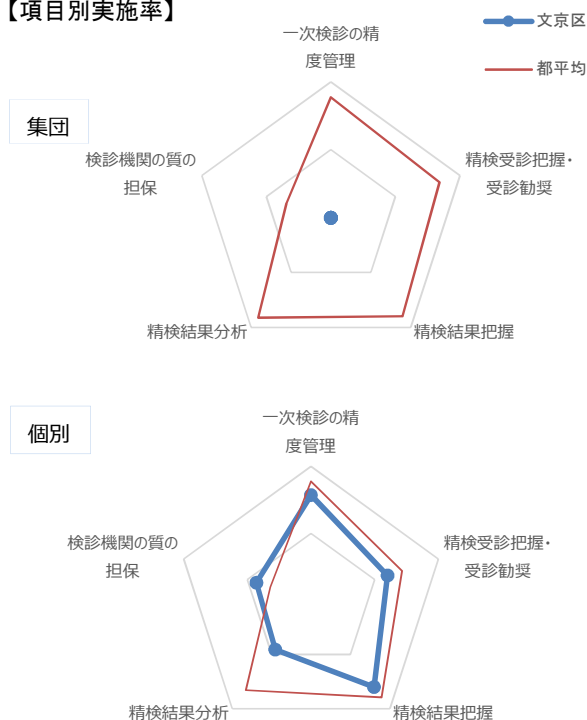 【項目別実施率】
文京区
都平均
集団
一次検診の精
度管理
精検受診把握・
受診勧奨
精検結果把握
精検結果分析
検診機関の質の
担保
個別
一次検診の精
度管理
精検受診把握・
受診勧奨
精検結果把握
精検結果分析
検診機関の質の
担保